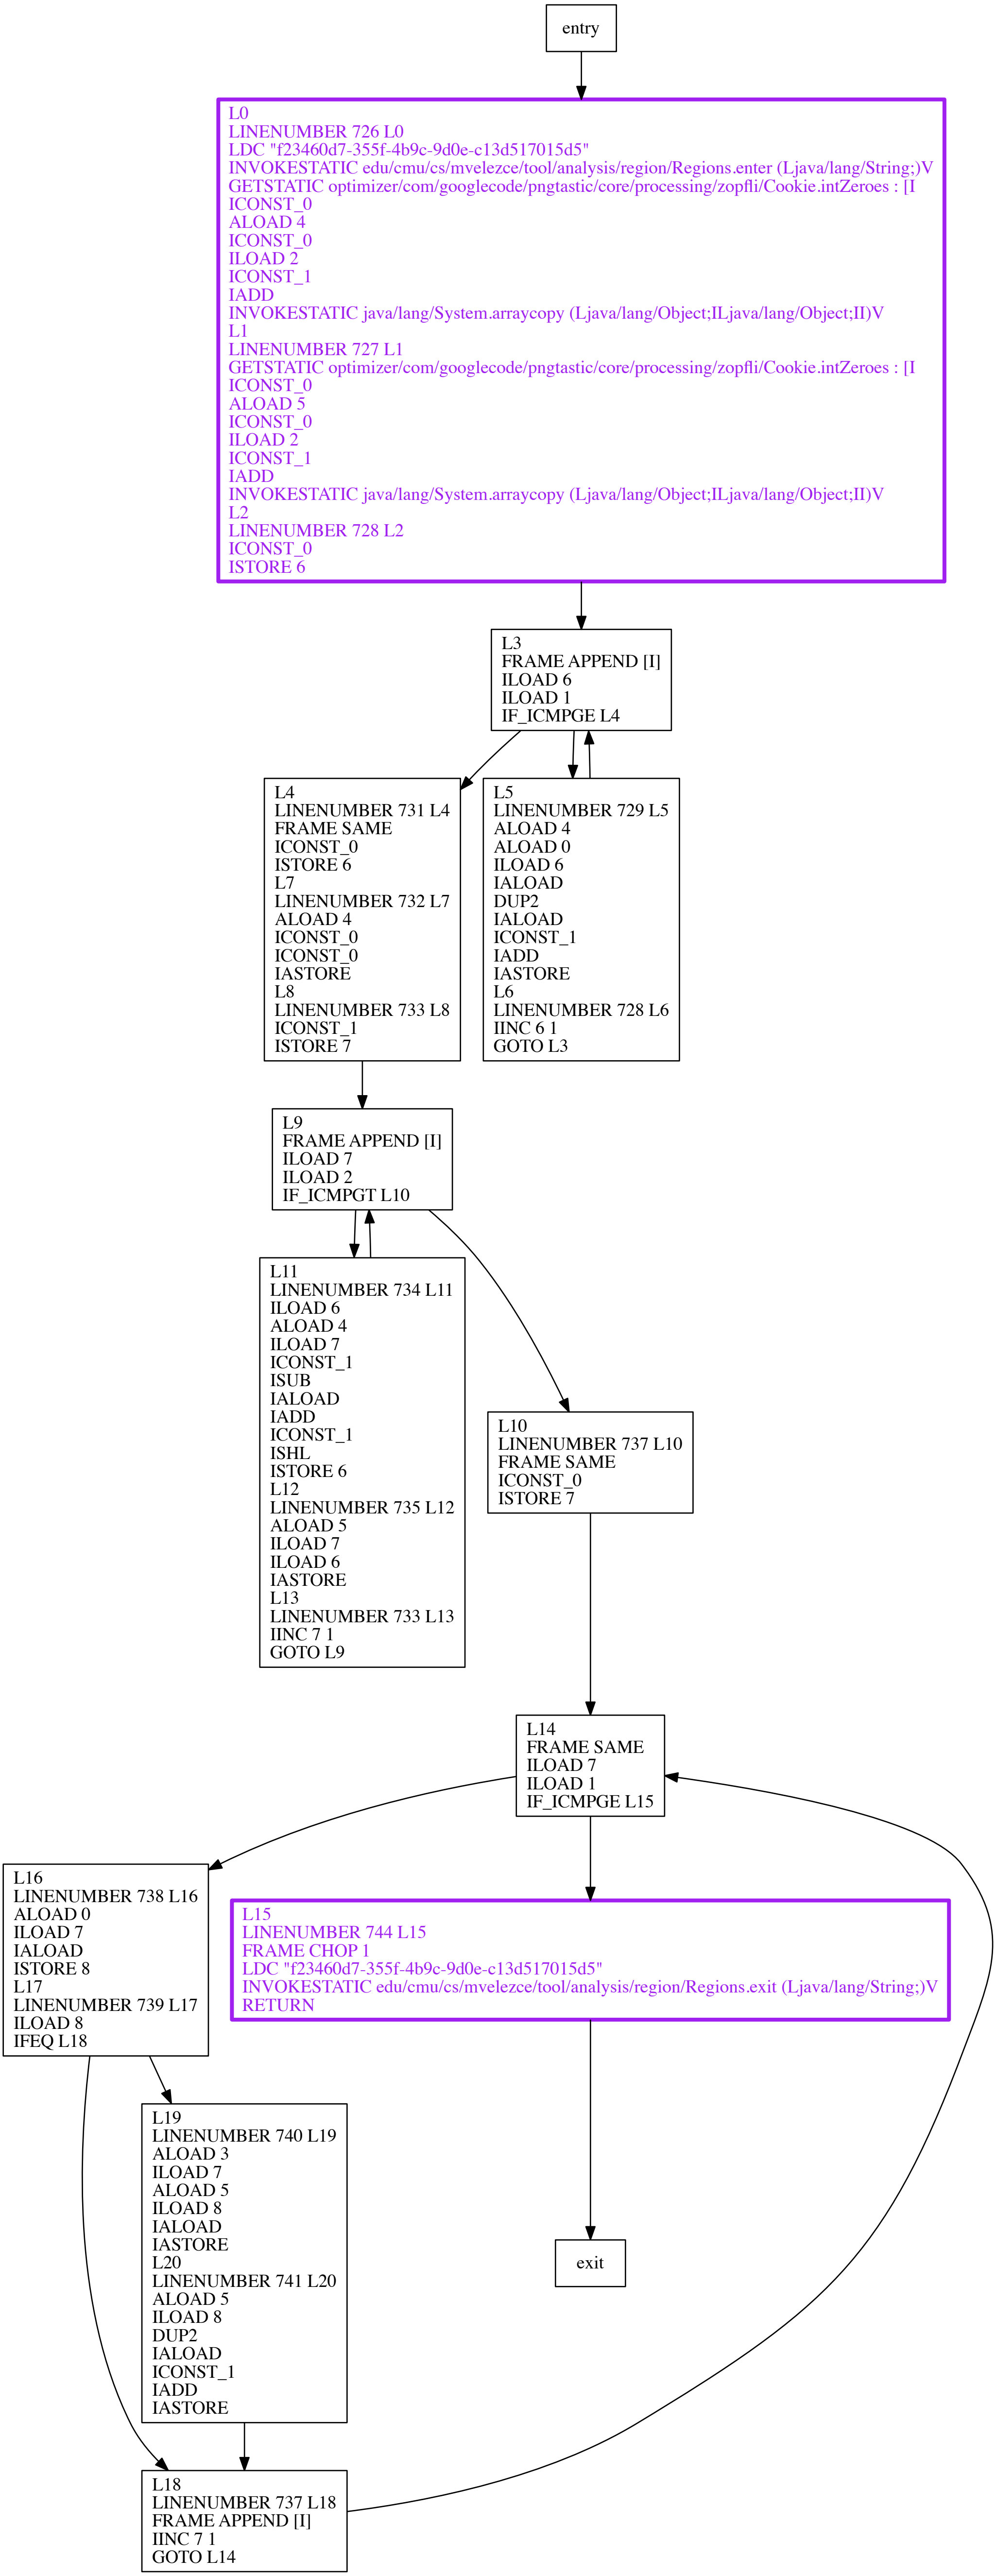 entry
L0
LINENUMBER 726 L0
LDC "f23460d7-355f-4b9c-9d0e-c13d517015d5"
INVOKESTATIC edu/cmu/cs/mvelezce/tool/analysis/region/Regions.enter (Ljava/lang/String;)V
GETSTATIC optimizer/com/googlecode/pngtastic/core/processing/zopfli/Cookie.intZeroes : [I
ICONST_0
ALOAD 4
ICONST_0
ILOAD 2
ICONST_1
IADD
INVOKESTATIC java/lang/System.arraycopy (Ljava/lang/Object;ILjava/lang/Object;II)V
L1
LINENUMBER 727 L1
GETSTATIC optimizer/com/googlecode/pngtastic/core/processing/zopfli/Cookie.intZeroes : [I
ICONST_0
ALOAD 5
ICONST_0
ILOAD 2
ICONST_1
IADD
INVOKESTATIC java/lang/System.arraycopy (Ljava/lang/Object;ILjava/lang/Object;II)V
L2
LINENUMBER 728 L2
ICONST_0
ISTORE 6
L3
FRAME APPEND [I]
ILOAD 6
ILOAD 1
IF_ICMPGE L4
L4
LINENUMBER 731 L4
FRAME SAME
ICONST_0
ISTORE 6
L7
LINENUMBER 732 L7
ALOAD 4
ICONST_0
ICONST_0
IASTORE
L8
LINENUMBER 733 L8
ICONST_1
ISTORE 7
L5
LINENUMBER 729 L5
ALOAD 4
ALOAD 0
ILOAD 6
IALOAD
DUP2
IALOAD
ICONST_1
IADD
IASTORE
L6
LINENUMBER 728 L6
IINC 6 1
GOTO L3
L9
FRAME APPEND [I]
ILOAD 7
ILOAD 2
IF_ICMPGT L10
L11
LINENUMBER 734 L11
ILOAD 6
ALOAD 4
ILOAD 7
ICONST_1
ISUB
IALOAD
IADD
ICONST_1
ISHL
ISTORE 6
L12
LINENUMBER 735 L12
ALOAD 5
ILOAD 7
ILOAD 6
IASTORE
L13
LINENUMBER 733 L13
IINC 7 1
GOTO L9
L10
LINENUMBER 737 L10
FRAME SAME
ICONST_0
ISTORE 7
L14
FRAME SAME
ILOAD 7
ILOAD 1
IF_ICMPGE L15
L16
LINENUMBER 738 L16
ALOAD 0
ILOAD 7
IALOAD
ISTORE 8
L17
LINENUMBER 739 L17
ILOAD 8
IFEQ L18
L15
LINENUMBER 744 L15
FRAME CHOP 1
LDC "f23460d7-355f-4b9c-9d0e-c13d517015d5"
INVOKESTATIC edu/cmu/cs/mvelezce/tool/analysis/region/Regions.exit (Ljava/lang/String;)V
RETURN
L19
LINENUMBER 740 L19
ALOAD 3
ILOAD 7
ALOAD 5
ILOAD 8
IALOAD
IASTORE
L20
LINENUMBER 741 L20
ALOAD 5
ILOAD 8
DUP2
IALOAD
ICONST_1
IADD
IASTORE
exit
L18
LINENUMBER 737 L18
FRAME APPEND [I]
IINC 7 1
GOTO L14